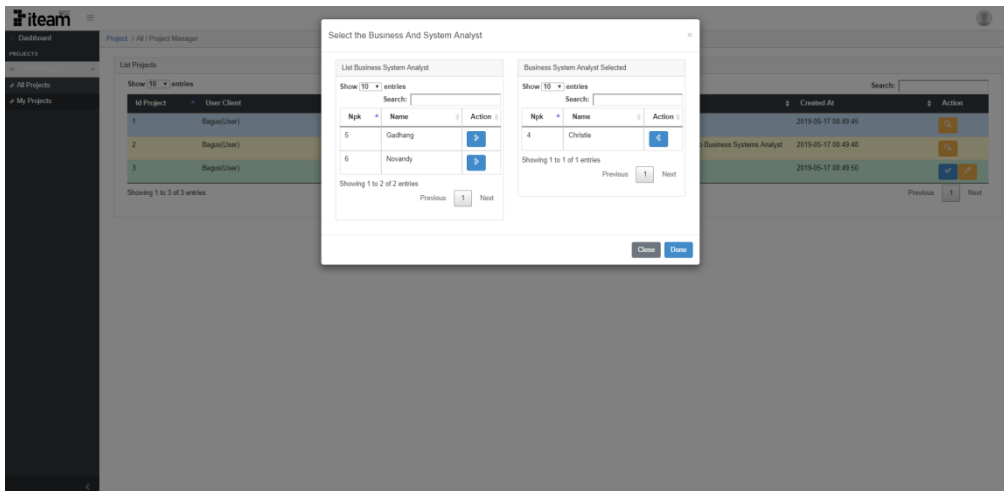 iteam
Dashboard
PROJECTS
All Projects
My Projects
Project / All / Project Manager
List Projects
Show 10 entries
Search:
Id Project User Client Created At Action
1 Bagus(User) 2019-05-17 08:49:45
2 Bagus(User) Business Systems Analyst 2019-05-17 08:49:48
3 Bagus(User) 2019-05-17 08:49:50
Showing 1 to 3 of 3 entries
Previous 1 Next
Select the Business And System Analyst ×
List Business System Analyst
Show 10 entries
Search:
Npk Name Action
5 Gadhang
6 Novandy
Showing 1 to 2 of 2 entries
Previous 1 Next
Business System Analyst Selected
Show 10 entries
Search:
Npk Name Action
4 Christie
Showing 1 to 1 of 1 entries
Previous 1 Next
Close Done